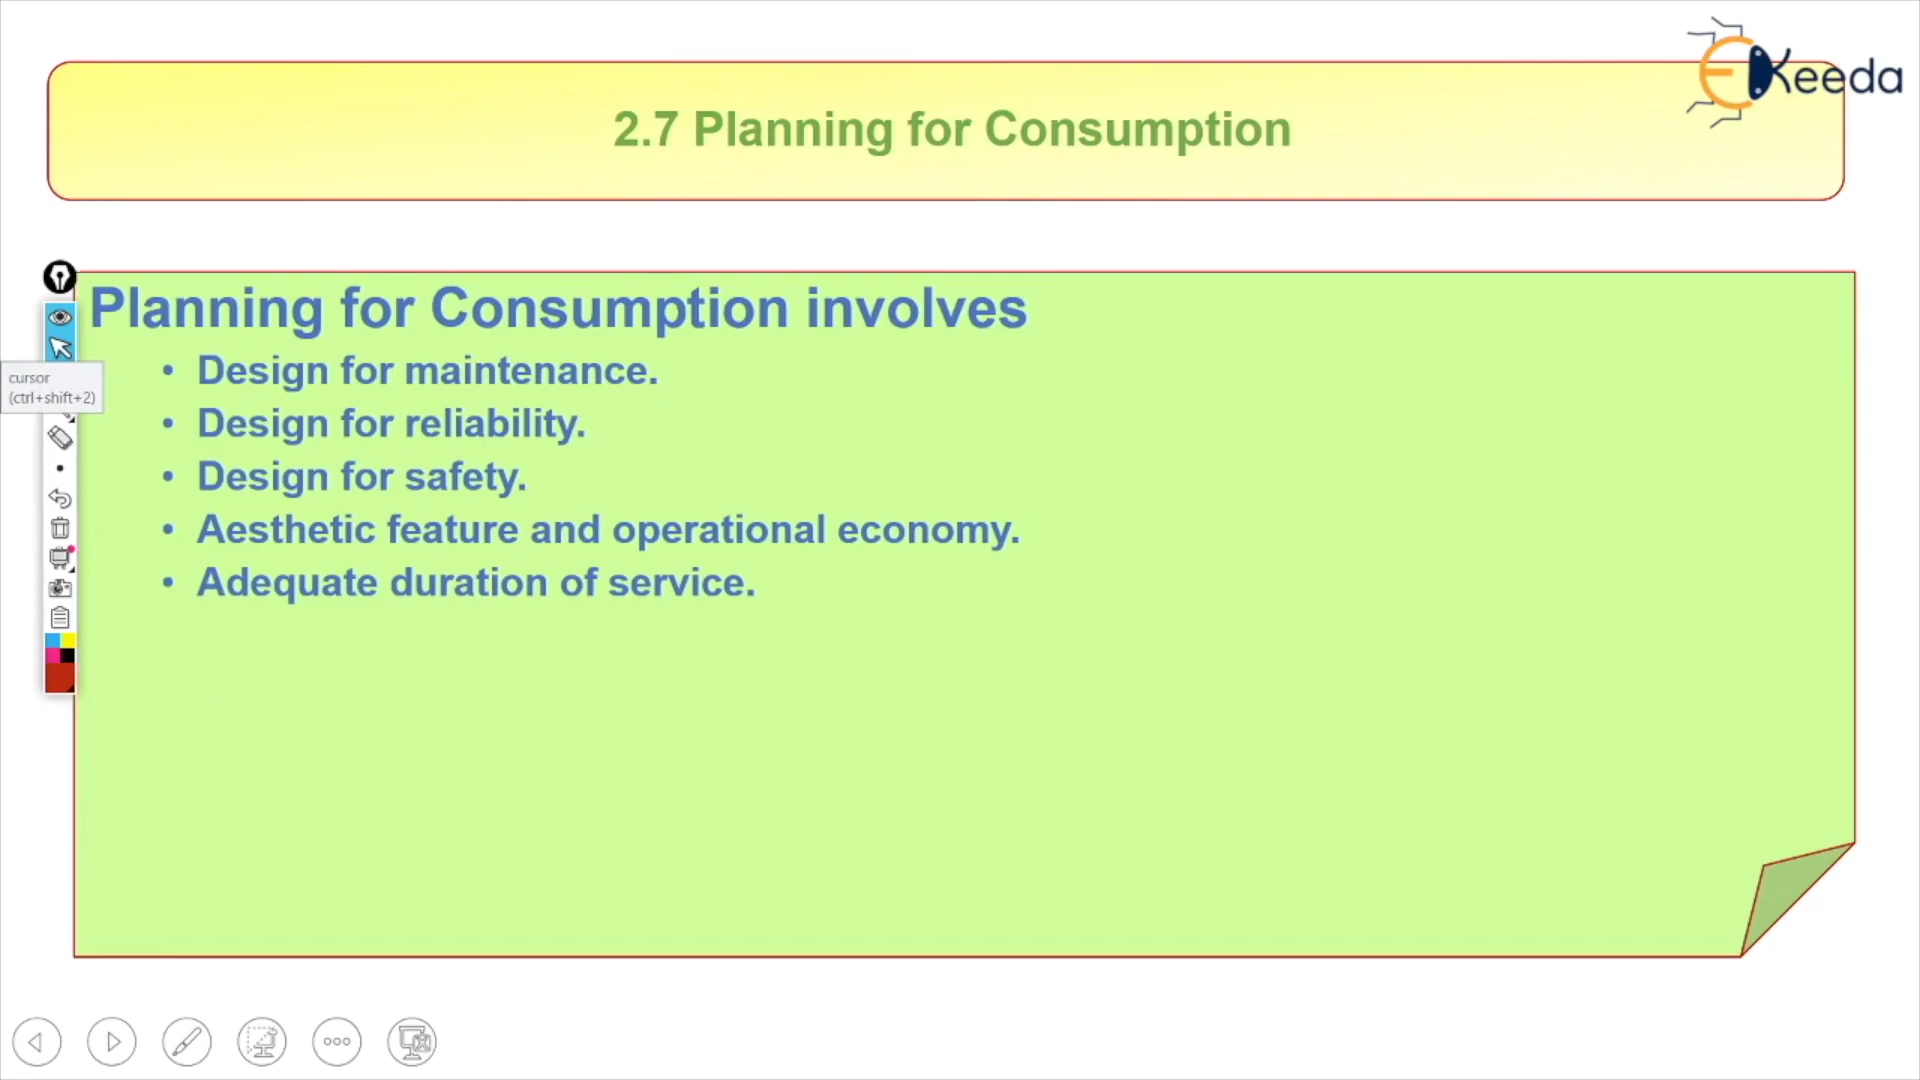 EKeeda
2.7 Planning for Consumption
Planning for Consumption involves
• Design for maintenance.
• Design for reliability.
• Design for safety.
• Aesthetic feature and operational economy.
• Adequate duration of service.
cursor
(ctrl+shift+2)